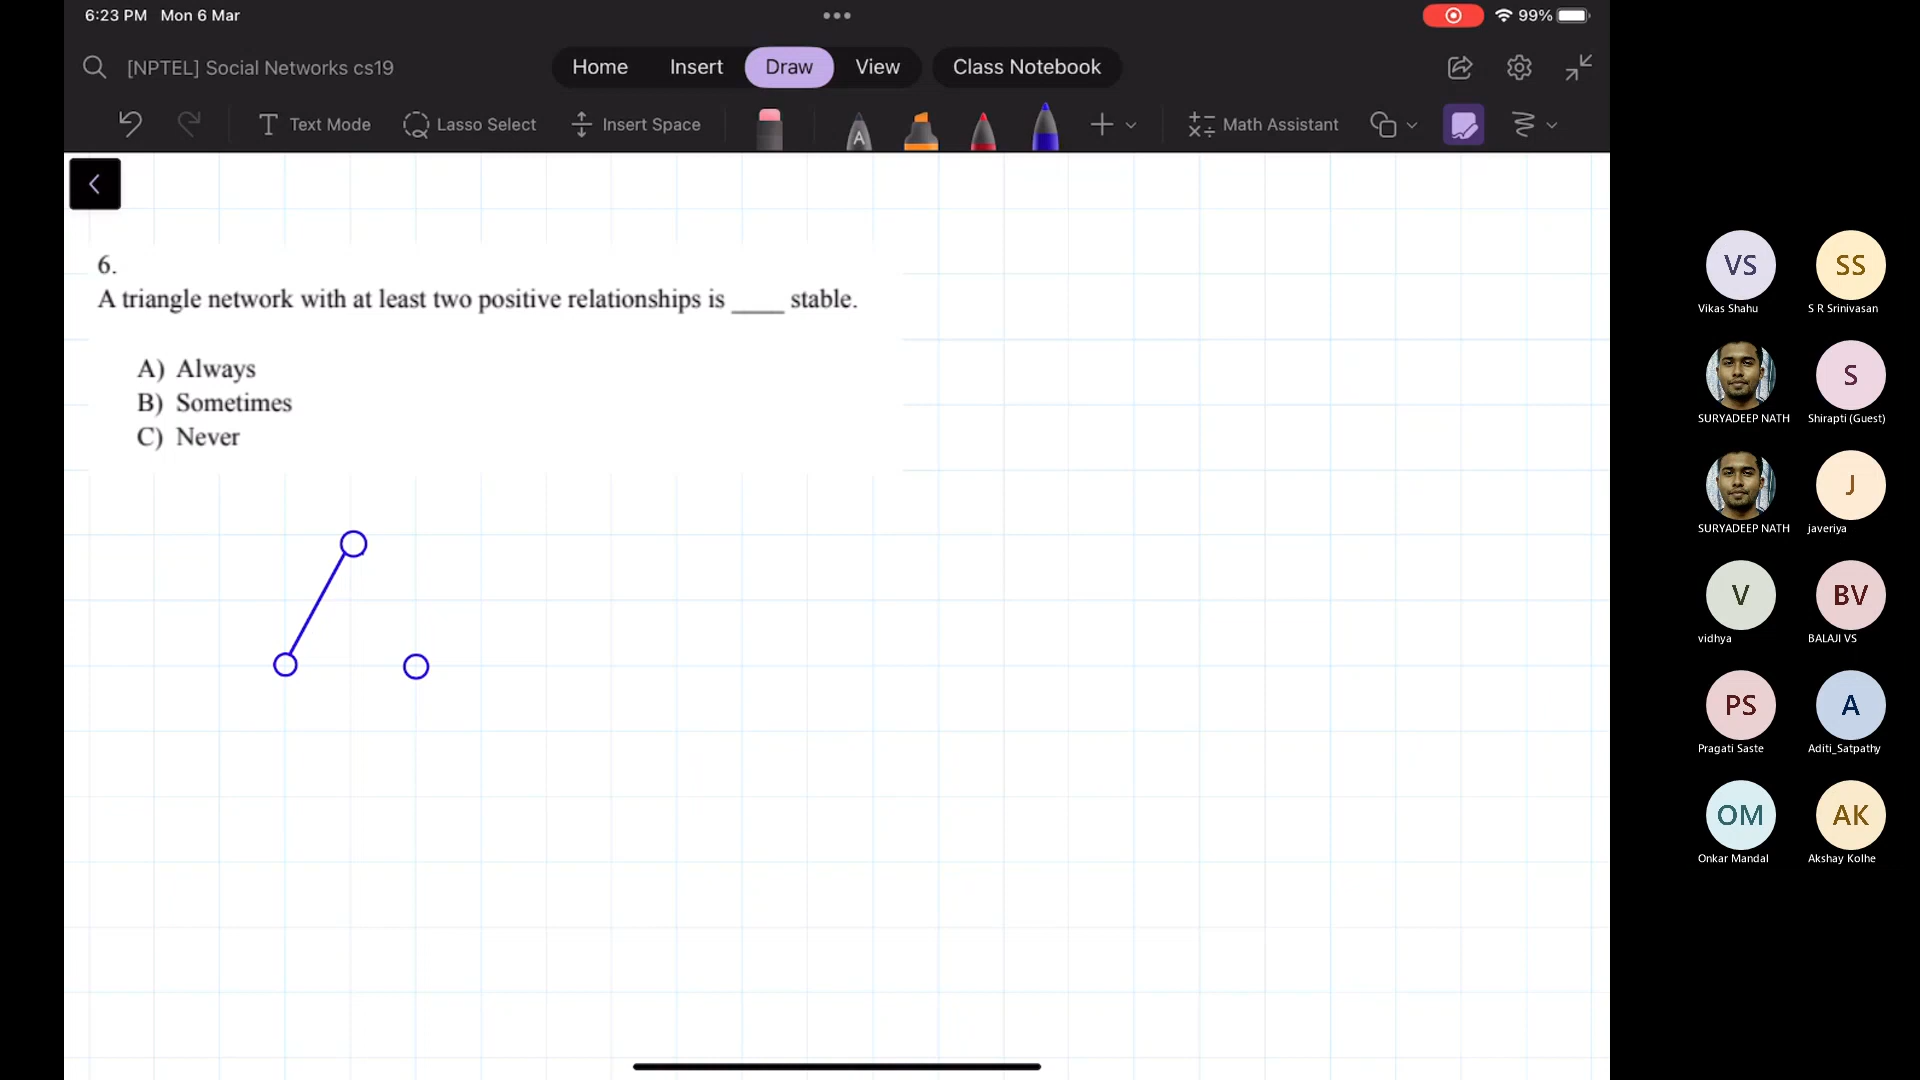 6:23 PM Mon 6 Mar
99%
[NPTEL] Social Networks cs19
Home Insert Draw View Class Notebook
Text Mode Lasso Select Insert Space A Math Assistant
6.
A triangle network with at least two positive relationships is ____ stable.
A) Always
B) Sometimes
C) Never
VS SS
Vikas Shahu S R Srinivasan
S
SURYADEEP NATH Shirapti (Guest)
J
SURYADEEP NATH javeriya
V BV
vidhya BALAJI VS
PS A
Pragati Saste Aditi_Satpathy
OM AK
Onkar Mandal Akshay Kolhe